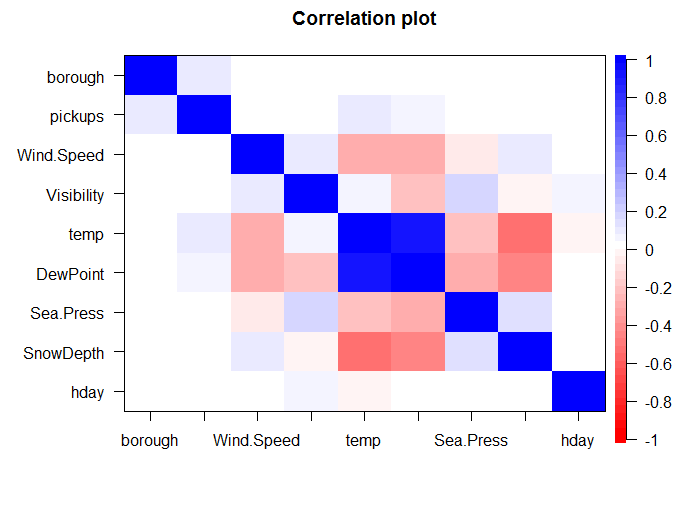 Correlation plot
borough
pickups
Wind.Speed
Visibility
temp
DewPoint
Sea.Press
SnowDepth
hday
borough Wind.Speed temp Sea.Press hday
1
0.8
0.6
0.4
0.2
0
-0.2
-0.4
-0.6
-0.8
-1